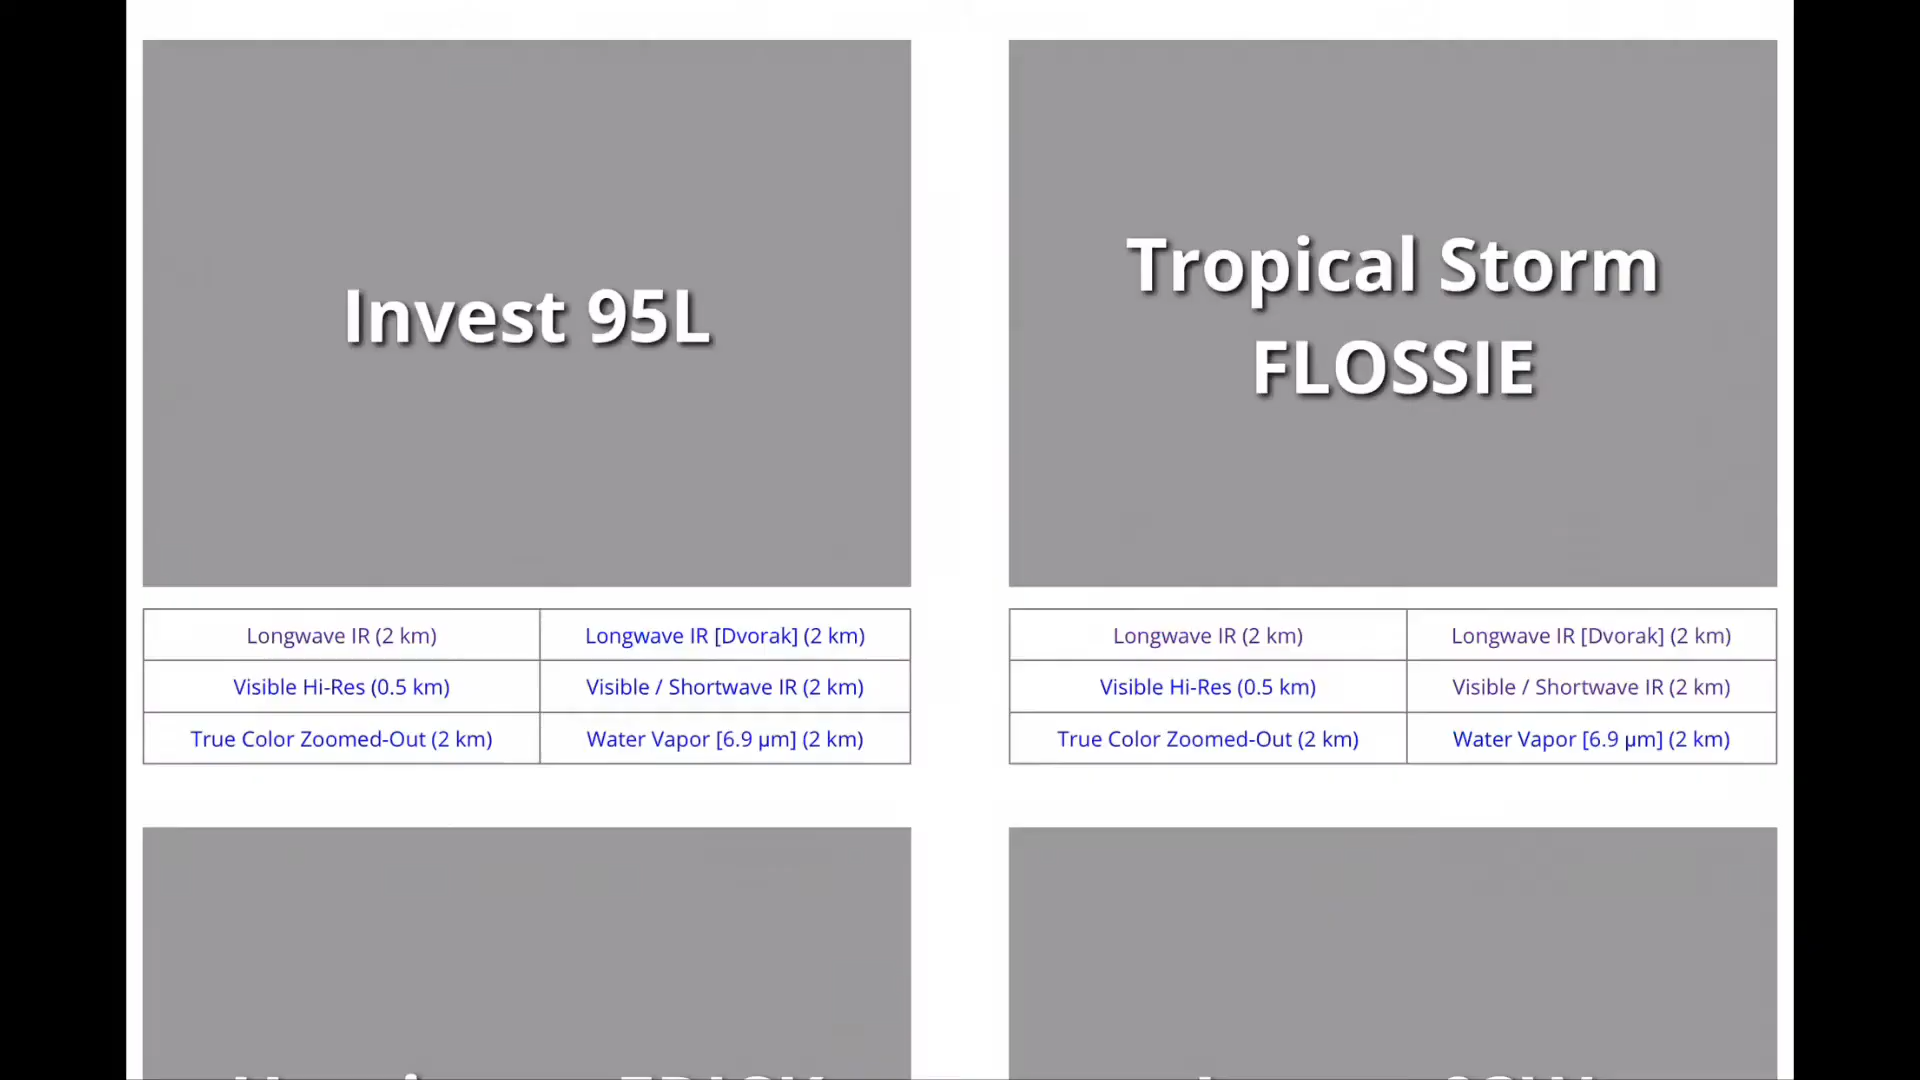 Invest 95L
Tropical Storm
FLOSSIE
Longwave IR (2 km)
Longwave IR [Dvorak] (2 km)
Visible Hi-Res (0.5 km)
Visible / Shortwave IR (2 km)
True Color Zoomed-Out (2 km)
Water Vapor [6.9 µm] (2 km)
Longwave IR (2 km)
Longwave IR [Dvorak] (2 km)
Visible Hi-Res (0.5 km)
Visible / Shortwave IR (2 km)
True Color Zoomed-Out (2 km)
Water Vapor [6.9 µm] (2 km)